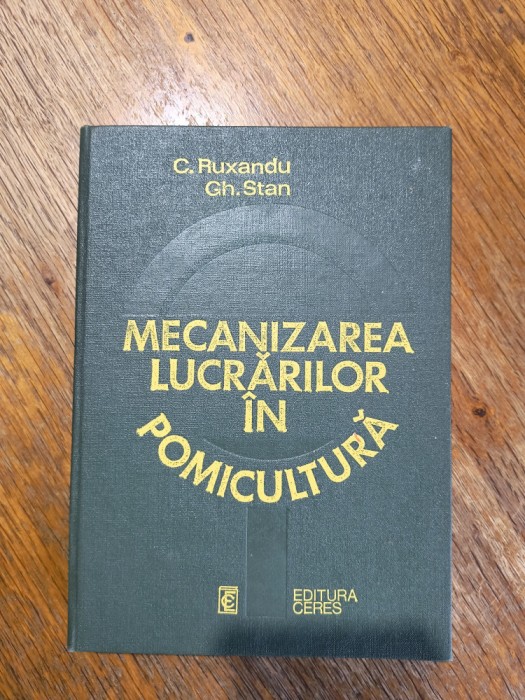 C. Ruxandu
Gh. Stan
MECANIZAREA
LUCRĂRILOR
ÎN
POMICULTURĂ
EDITURA
CERES